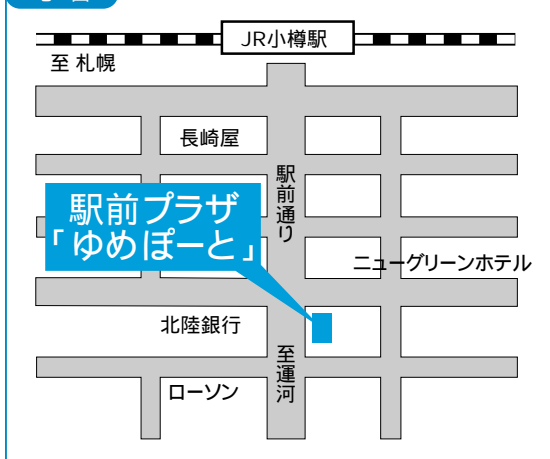 JR小樽駅
至 札幌
長崎屋
駅前通り
駅前プラザ
「ゆめぽーと」
ニューグリーンホテル
北陸銀行
至運河
ローソン